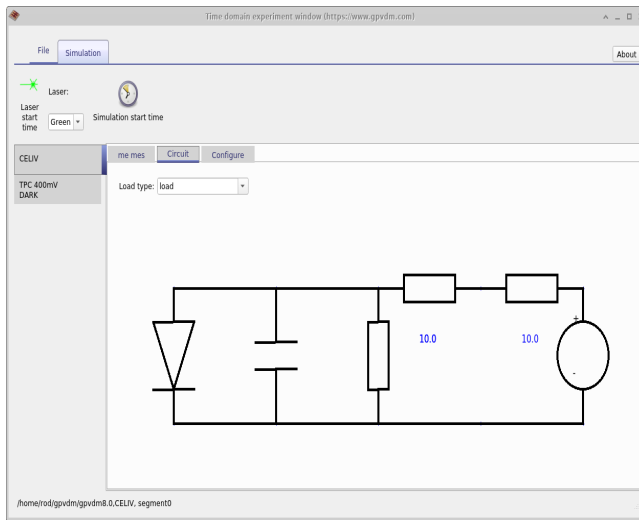 Time domain experiment window (https://www.gpvdm.com)
File
Simulation
About
Laser:
Laser
start
time
Green
Simulation start time
CELIV
TPC 400mV
DARK
me mes
Circuit
Configure
Load type:
load
10.0
10.0
+
-
/home/rod/gpvdm/gpvdm8.0,CELIV, segment0